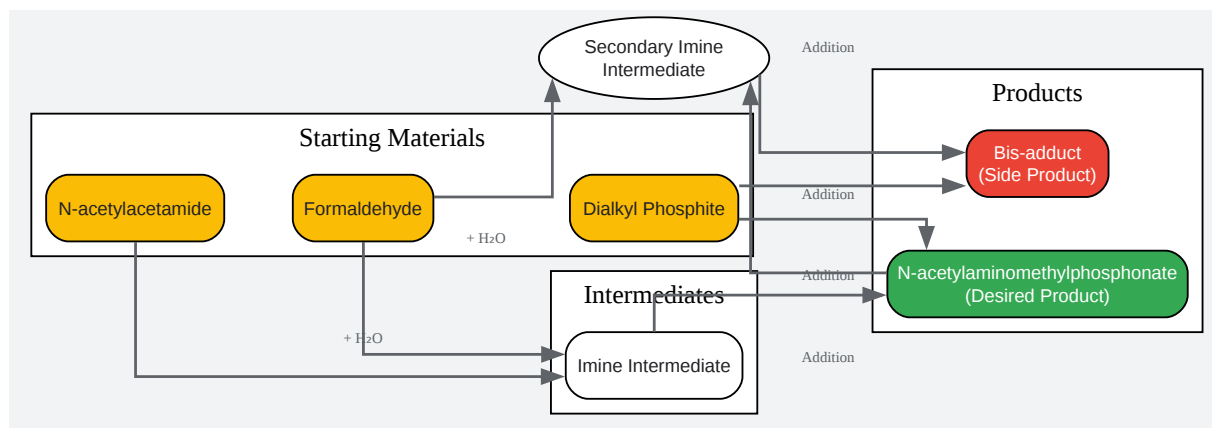 Secondary Imine
Intermediate
Addition
Products
Starting Materials
Bis-adduct
(Side Product)
N-acetylacetamide
Formaldehyde
Dialkyl Phosphite
Addition
+ H₂O
N-acetylaminomethylphosphonate
(Desired Product)
Addition
Intermediates
+ H₂O
Imine Intermediate
Addition